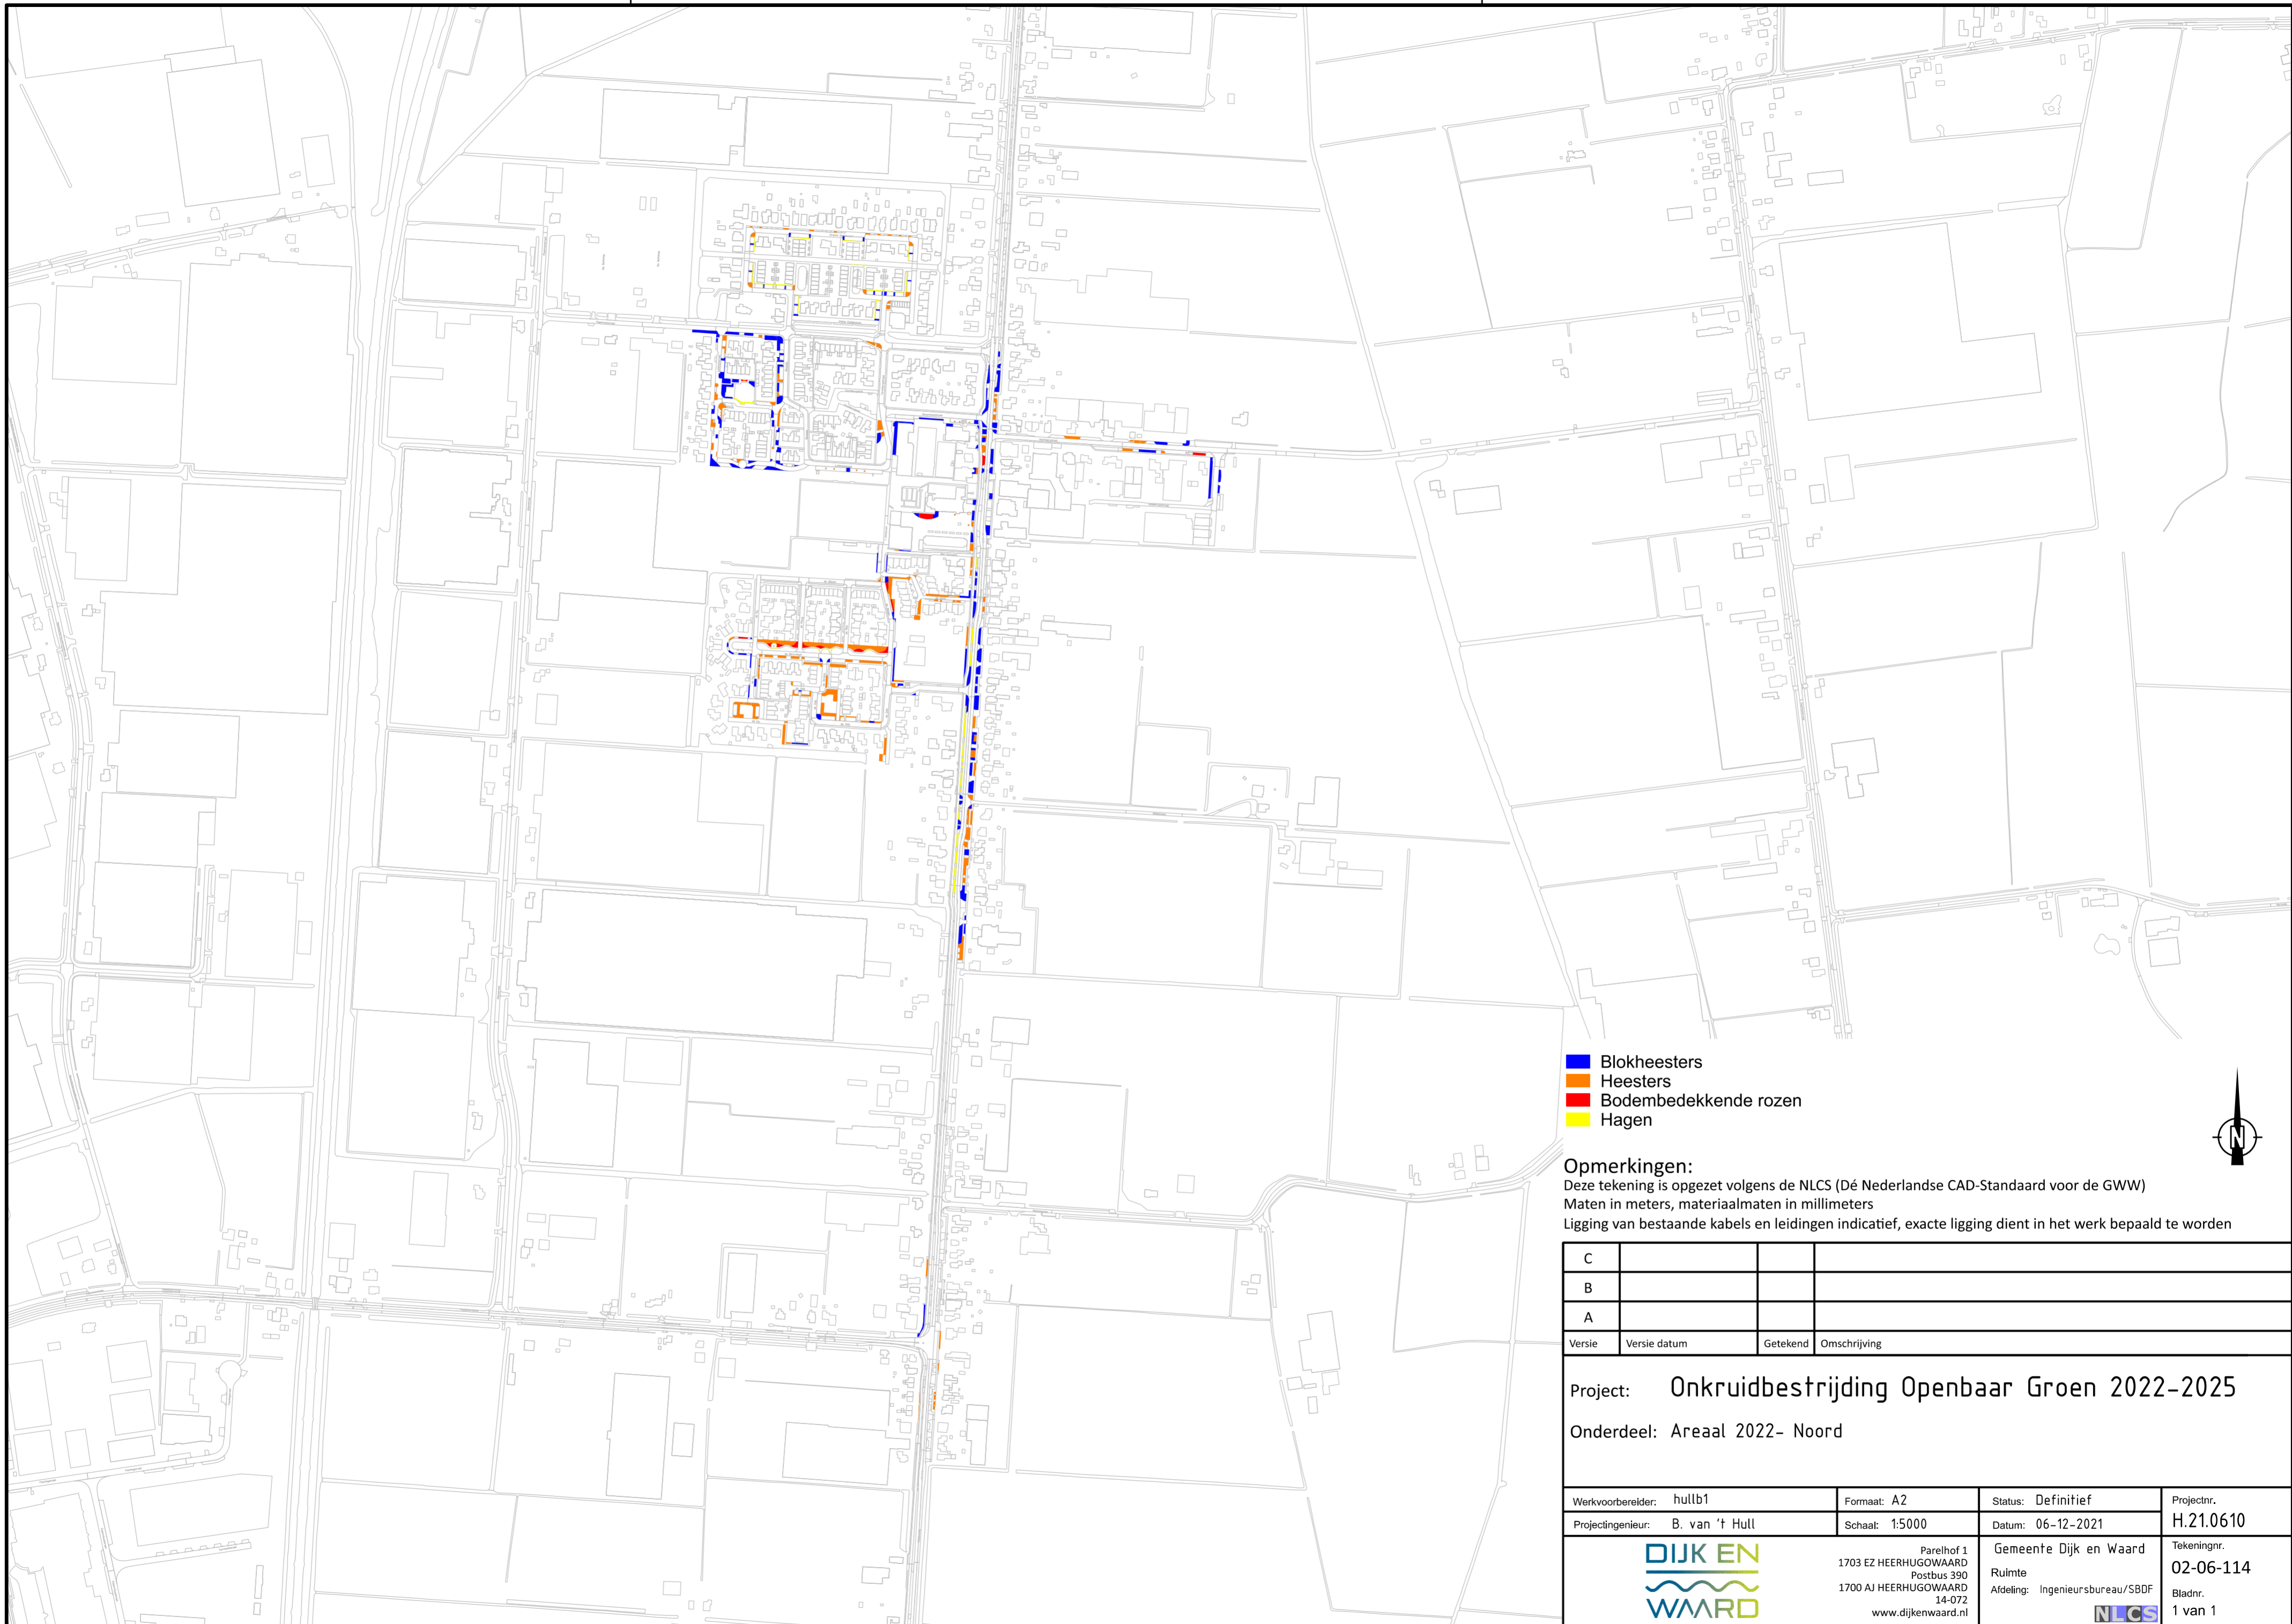 Blokheesters
Heesters
Bodembedekkende rozen
Hagen
N
Opmerkingen:
Deze tekening is opgezet volgens de NLCS (Dé Nederlandse CAD-Standaard voor de GWW)
Maten in meters, materiaalmaten in millimeters
Ligging van bestaande kabels en leidingen indicatief, exacte ligging dient in het werk bepaald te worden
C
B
A
Versie Versie datum Getekend Omschrijving
Project: Onkruidbestrijding Openbaar Groen 2022-2025
Onderdeel: Areaal 2022- Noord
Werkvoorbereider: hullb1 Formaat: A2 Status: Definitief Projectnr.
Projectingenieur: B. van 't Hull Schaal: 1:5000 Datum: 06-12-2021 H.21.0610
DIJK EN
WAARD
Parelhof 1
1703 EZ HEERHUGOWAARD
Postbus 390
1700 AJ HEERHUGOWAARD
14-072
www.dijkenwaard.nl
Gemeente Dijk en Waard
Ruimte
Afdeling: Ingenieursbureau/SBDF
NLCS
Tekeningnr.
02-06-114
Bladnr.
1 van 1